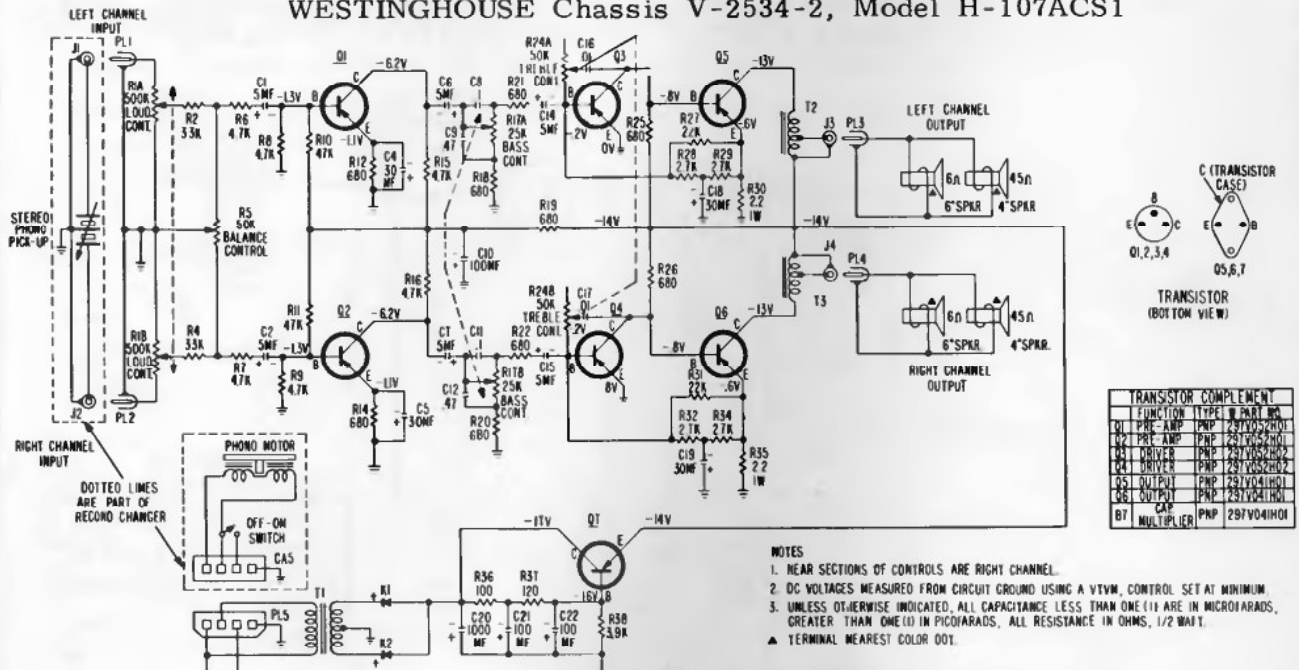 WESTINGHOUSE Chassis V-2534-2, Model H-107ACS1
LEFT CHANNEL
INPUT
J1
PL1
R1A
500K
LOUD
CONT.
R2
33K
R6
4.7K
C1
5MF
-1.3V
R8
4.7K
R10
47K
Q1
B
C
E
-6.2V
-1.1V
R12
680
C4
30
MF
R15
4.7K
C6
5MF
C8
.1
C9
.47
R17A
25K
BASS
CONT
R18
680
R21
680
C14
5MF
R24A
50K
TREBLE
CONT.
C16
.01
Q3
C
B
E
-.2V
0V
R25
680
-.8V
Q5
C
B
E
-13V
-.6V
R27
22K
R28
2.7K
R29
2.7K
C18
30MF
R30
2.2
1W
T2
J3
PL3
LEFT CHANNEL
OUTPUT
6Ω
45Ω
6"SPKR
4"SPKR
C (TRANSISTOR
CASE)
B
E
C
E
B
Q1,2,3,4
Q5,6,7
TRANSISTOR
(BOTTOM VIEW)
STEREO
PHONO
PICK-UP
R5
50K
BALANCE
CONTROL
R19
680
-14V
-14V
C10
100MF
R16
4.7K
R26
680
R11
47K
J4
PL4
T3
R1B
500K
LOUD
CONT.
R4
33K
R7
4.7K
C2
5MF
-1.3V
R9
4.7K
Q2
B
C
E
-6.2V
-1.1V
R14
680
C5
30MF
C7
5MF
C11
.1
C12
.47
R17B
25K
BASS
CONT
R20
680
R22
680
C15
5MF
R24B
50K
TREBLE
CONT.
C17
.01
.2V
Q4
C
B
E
8V
-.8V
Q6
C
B
E
-13V
-.6V
R31
22K
R32
2.7K
R34
2.7K
C19
30MF
R35
2.2
1W
6Ω
45Ω
6"SPKR
4"SPKR.
RIGHT CHANNEL
OUTPUT
J2
PL2
RIGHT CHANNEL
INPUT
DOTTED LINES
ARE PART OF
RECORD CHANGER
PHONO MOTOR
OFF-ON
SWITCH
CA5
PL5
T1
K1
K2
-17V
Q7
C
E
B
-14V
-16V
R36
100
R37
120
C20
1000
MF
C21
100
MF
C22
100
MF
R38
3.9K
TRANSISTOR COMPLEMENT
FUNCTION TYPE W PART NO.
Q1 PRE-AMP PNP 297V052H01
Q2 PRE-AMP PNP 297V052H01
Q3 DRIVER PNP 297V052H02
Q4 DRIVER PNP 297V052H02
Q5 OUTPUT PNP 297V041H01
Q6 OUTPUT PNP 297V041H01
B7 CAP MULTIPLIER PNP 297V041H01
NOTES
1. NEAR SECTIONS OF CONTROLS ARE RIGHT CHANNEL.
2. DC VOLTAGES MEASURED FROM CIRCUIT GROUND USING A VTVM, CONTROL SET AT MINIMUM.
3. UNLESS OTHERWISE INDICATED, ALL CAPACITANCE LESS THAN ONE (1) ARE IN MICROFARADS,
GREATER THAN ONE (1) IN PICOFARADS, ALL RESISTANCE IN OHMS, 1/2 WATT.
▲ TERMINAL NEAREST COLOR DOT.